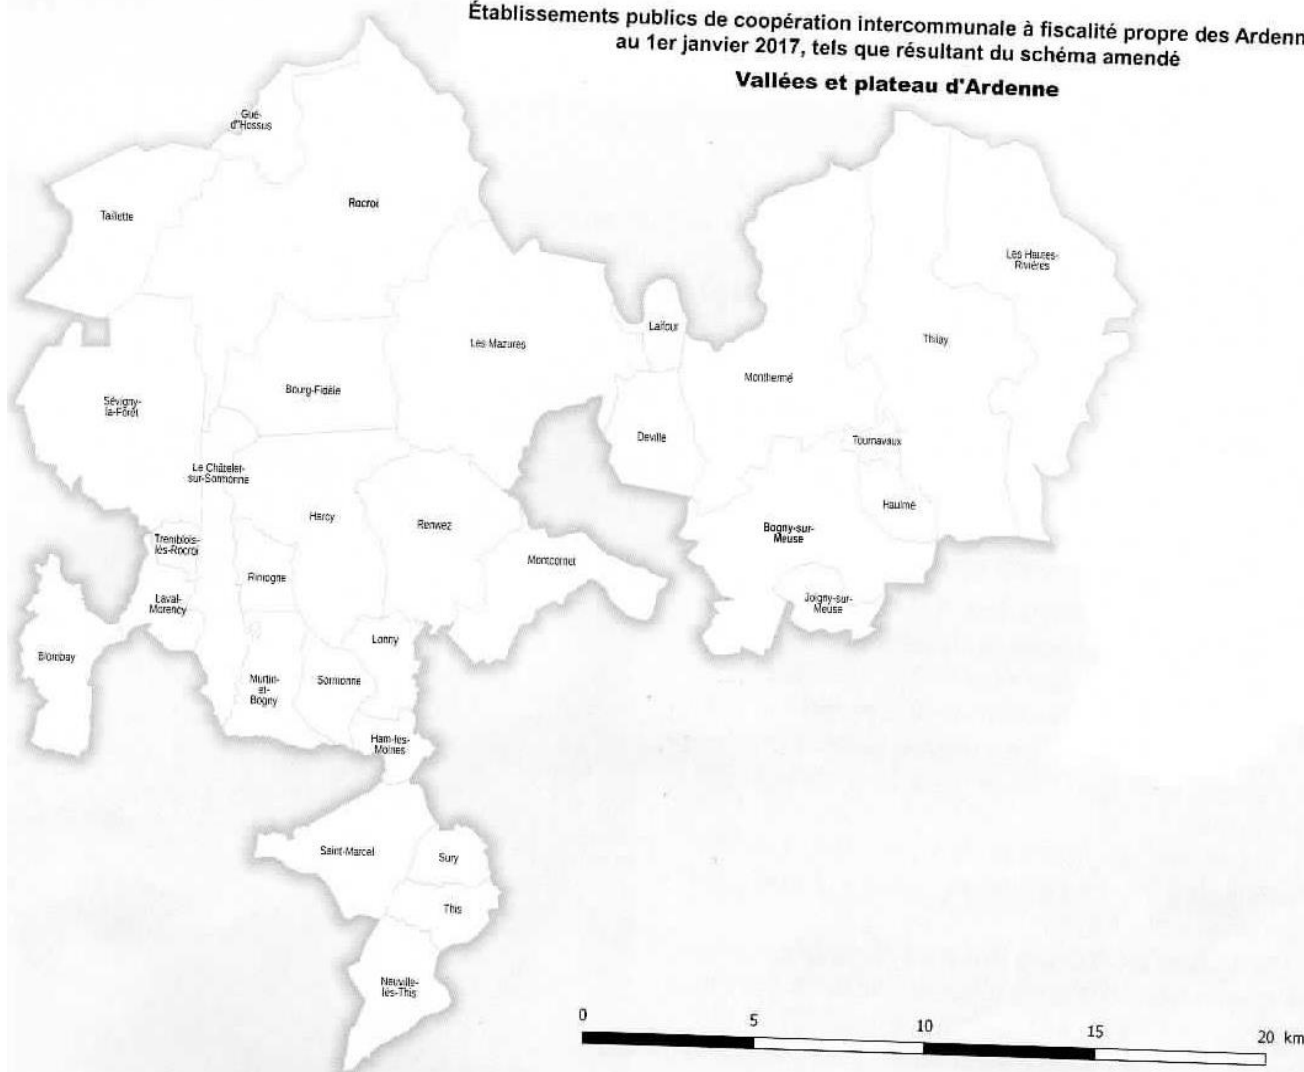 Établissements publics de coopération intercommunale à fiscalité propre des Ardenn
au 1er janvier 2017, tels que résultant du schéma amendé
Vallées et plateau d'Ardenne
Gué-
d'Hossus
Taillette
Rocroi
Les Hautes-
Rivières
Laifour
Les Mazures
Thilay
Monthermé
Bourg-Fidèle
Sévigny-
la-Forêt
Deville
Tournavaux
Le Châtelet-
sur-Sormonne
Haulmé
Harcy
Renwez
Bogny-sur-
Meuse
Tremblois-
lès-Rocroi
Montcornet
Rimogne
Laval-
Morency
Joigny-sur-
Meuse
Lonny
Blombay
Murtin-
et-
Bogny
Sormonne
Ham-les-
Moines
Saint-Marcel
Sury
This
Neuville-
lès-This
0 5 10 15 20 km